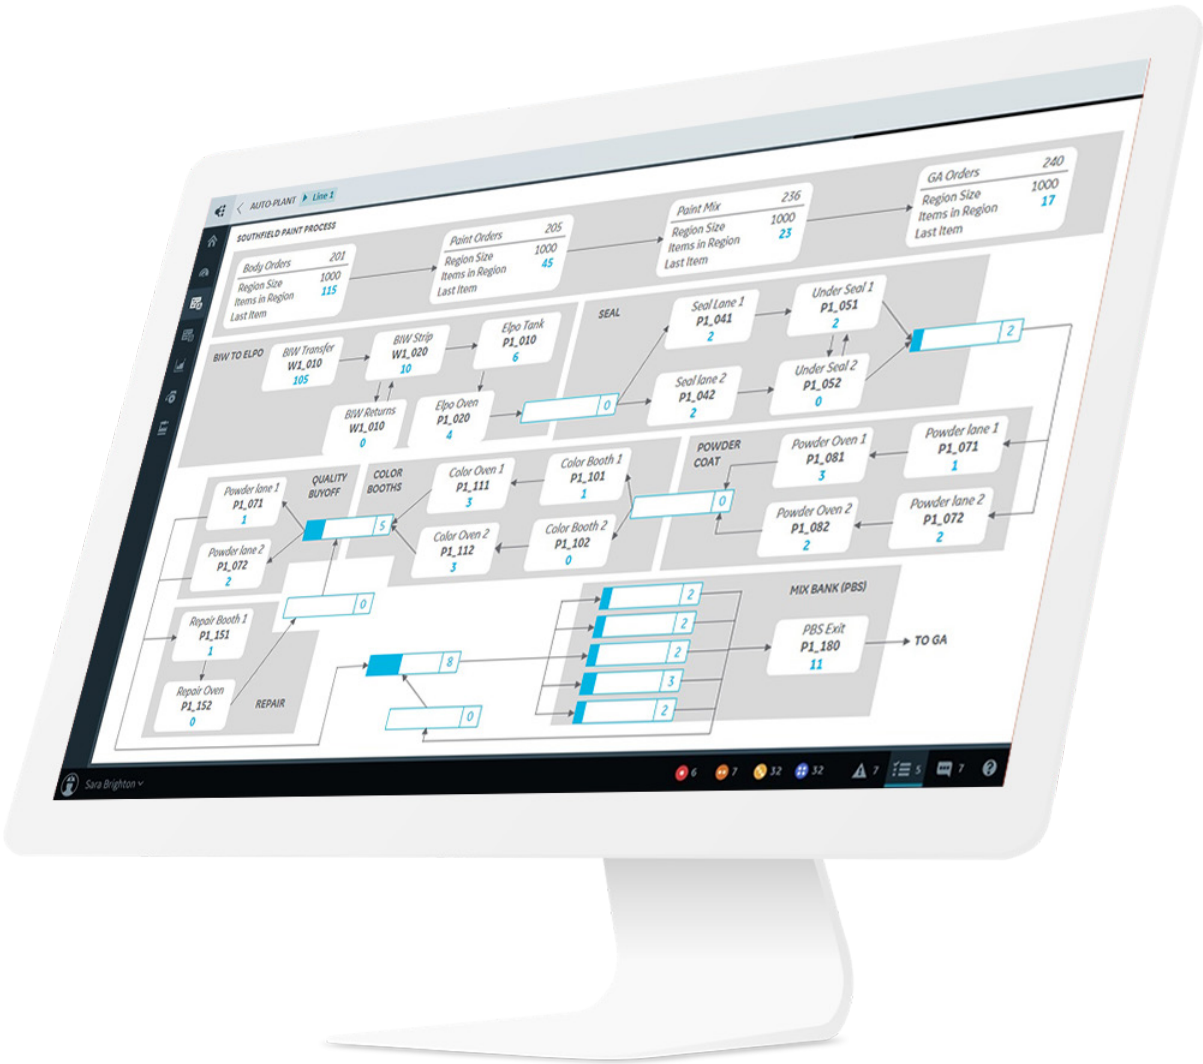 AUTO-PLANT Line 1
SOUTHFIELD PAINT PROCESS
Body Orders 201
Region Size 1000
Items in Region 115
Last Item
Paint Orders 205
Region Size 1000
Items in Region 45
Last Item
Paint Mix 236
Region Size 1000
Items in Region 23
Last Item
GA Orders 240
Region Size 1000
Items in Region 17
Last Item
BIW TO ELPO
BIW Transfer
W1_010
105
BIW Strip
W1_020
10
Elpo Tank
P1_010
6
BIW Returns
W1_010
0
Elpo Oven
P1_020
4
0
SEAL
Seal Lane 1
P1_041
2
Under Seal 1
P1_051
2
2
Seal lane 2
P1_042
2
Under Seal 2
P1_052
0
Powder lane 1
P1_071
1
QUALITY
BUYOFF
5
Powder lane 2
P1_072
2
COLOR
BOOTHS
Color Oven 1
P1_111
3
Color Booth 1
P1_101
1
Color Oven 2
P1_112
3
Color Booth 2
P1_102
0
0
POWDER
COAT
Powder Oven 1
P1_081
3
Powder lane 1
P1_071
1
Powder Oven 2
P1_082
2
Powder lane 2
P1_072
2
0
Repair Booth 1
P1_151
1
Repair Oven
P1_152
0
REPAIR
8
0
MIX BANK (PBS)
2
2
2
3
2
PBS Exit
P1_180
11
TO GA
Sara Brighton
6 7 32 32 7 5 7 ?